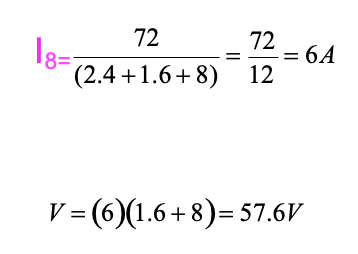 I8= 72/(2.4+1.6+8) = 72/12 = 6A
V = (6)(1.6+8) = 57.6V